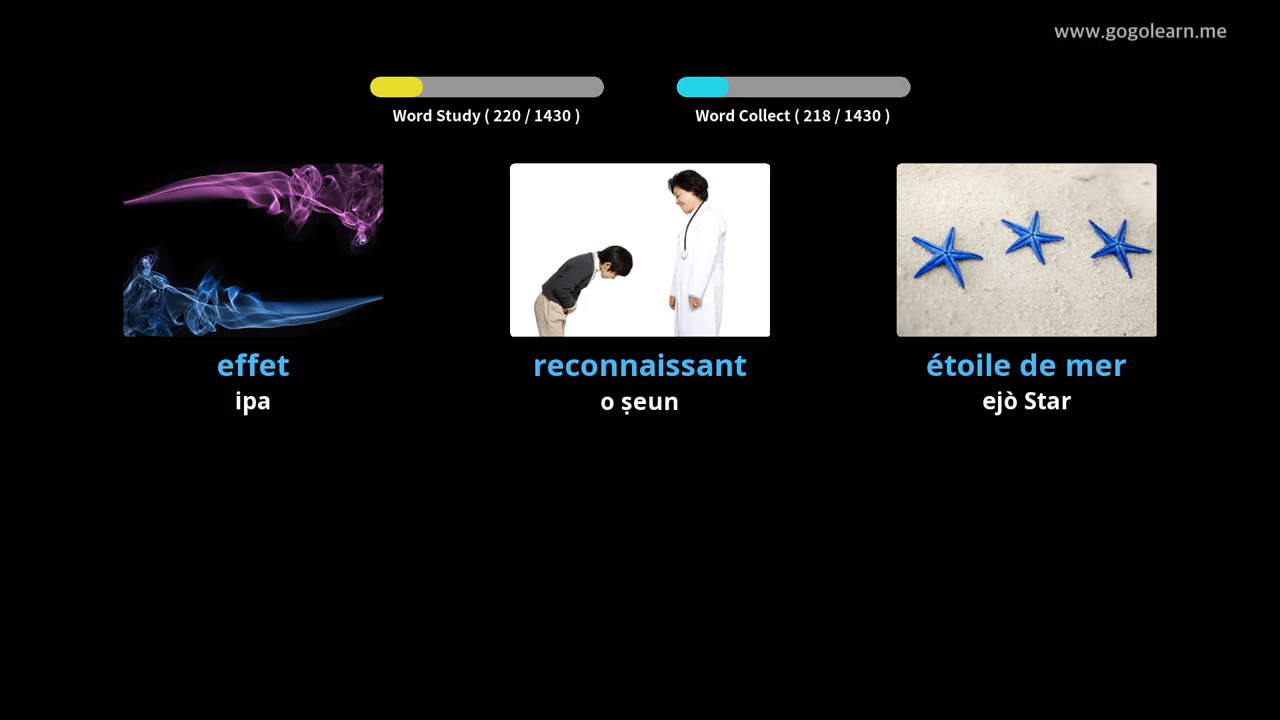 www.gogolearn.me
Word Study ( 220 / 1430 )
Word Collect ( 218 / 1430 )
effet
reconnaissant
étoile de mer
ipa
o ṣeun
ejò Star